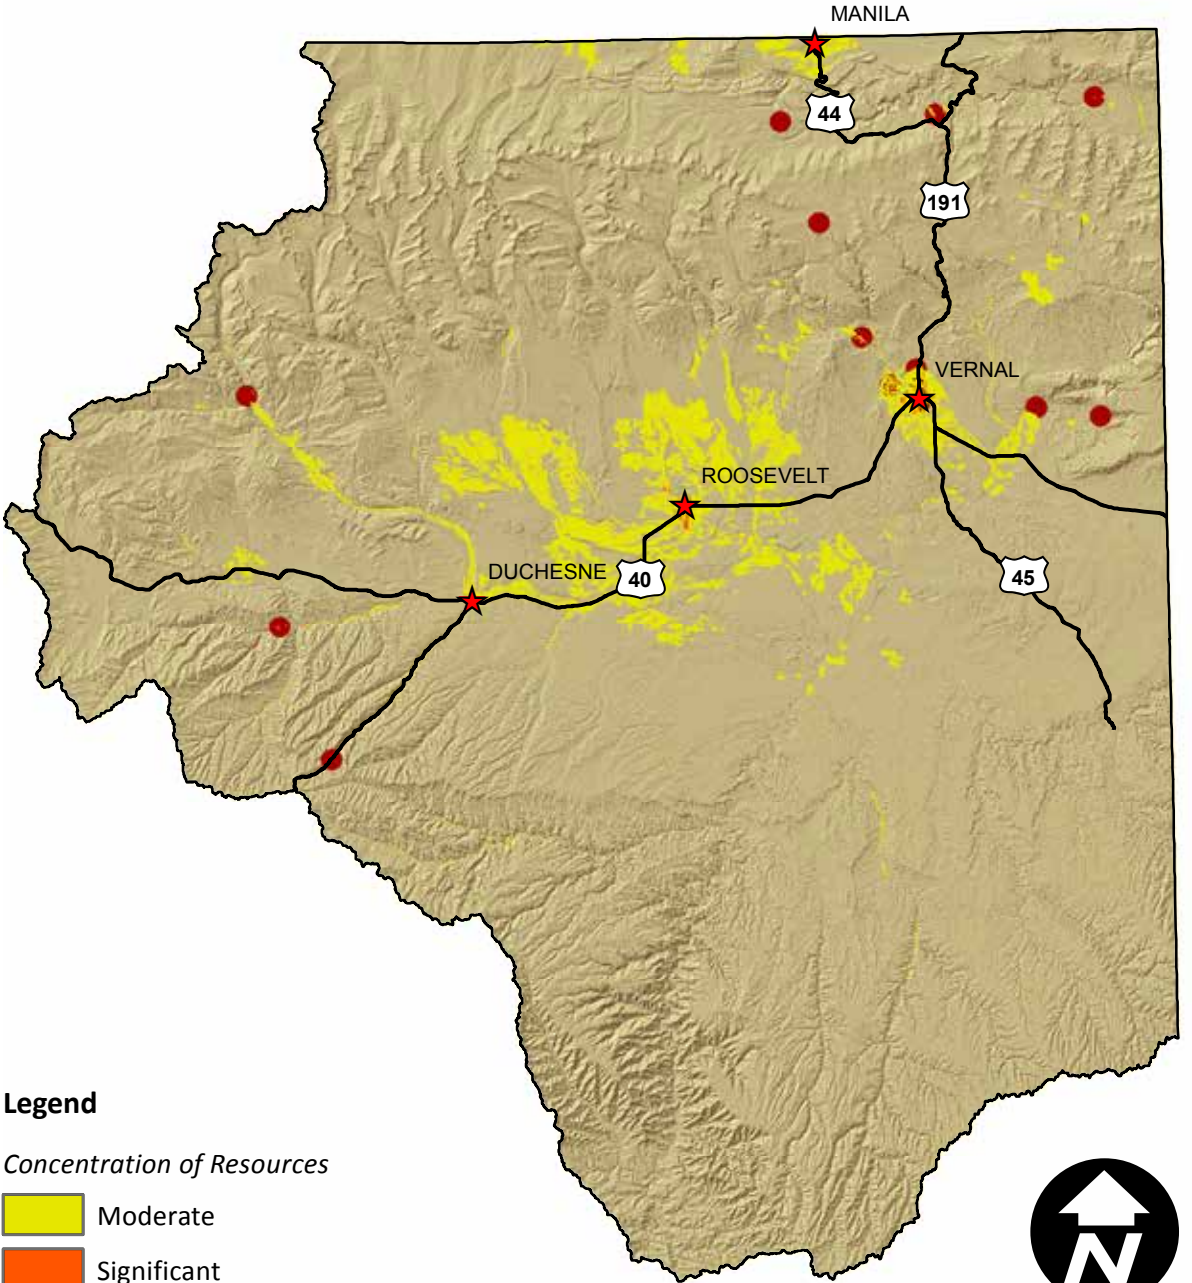 MANILA
44
191
VERNAL
ROOSEVELT
DUCHESNE
40
45
Legend
Concentration of Resources
Moderate
Significant
N